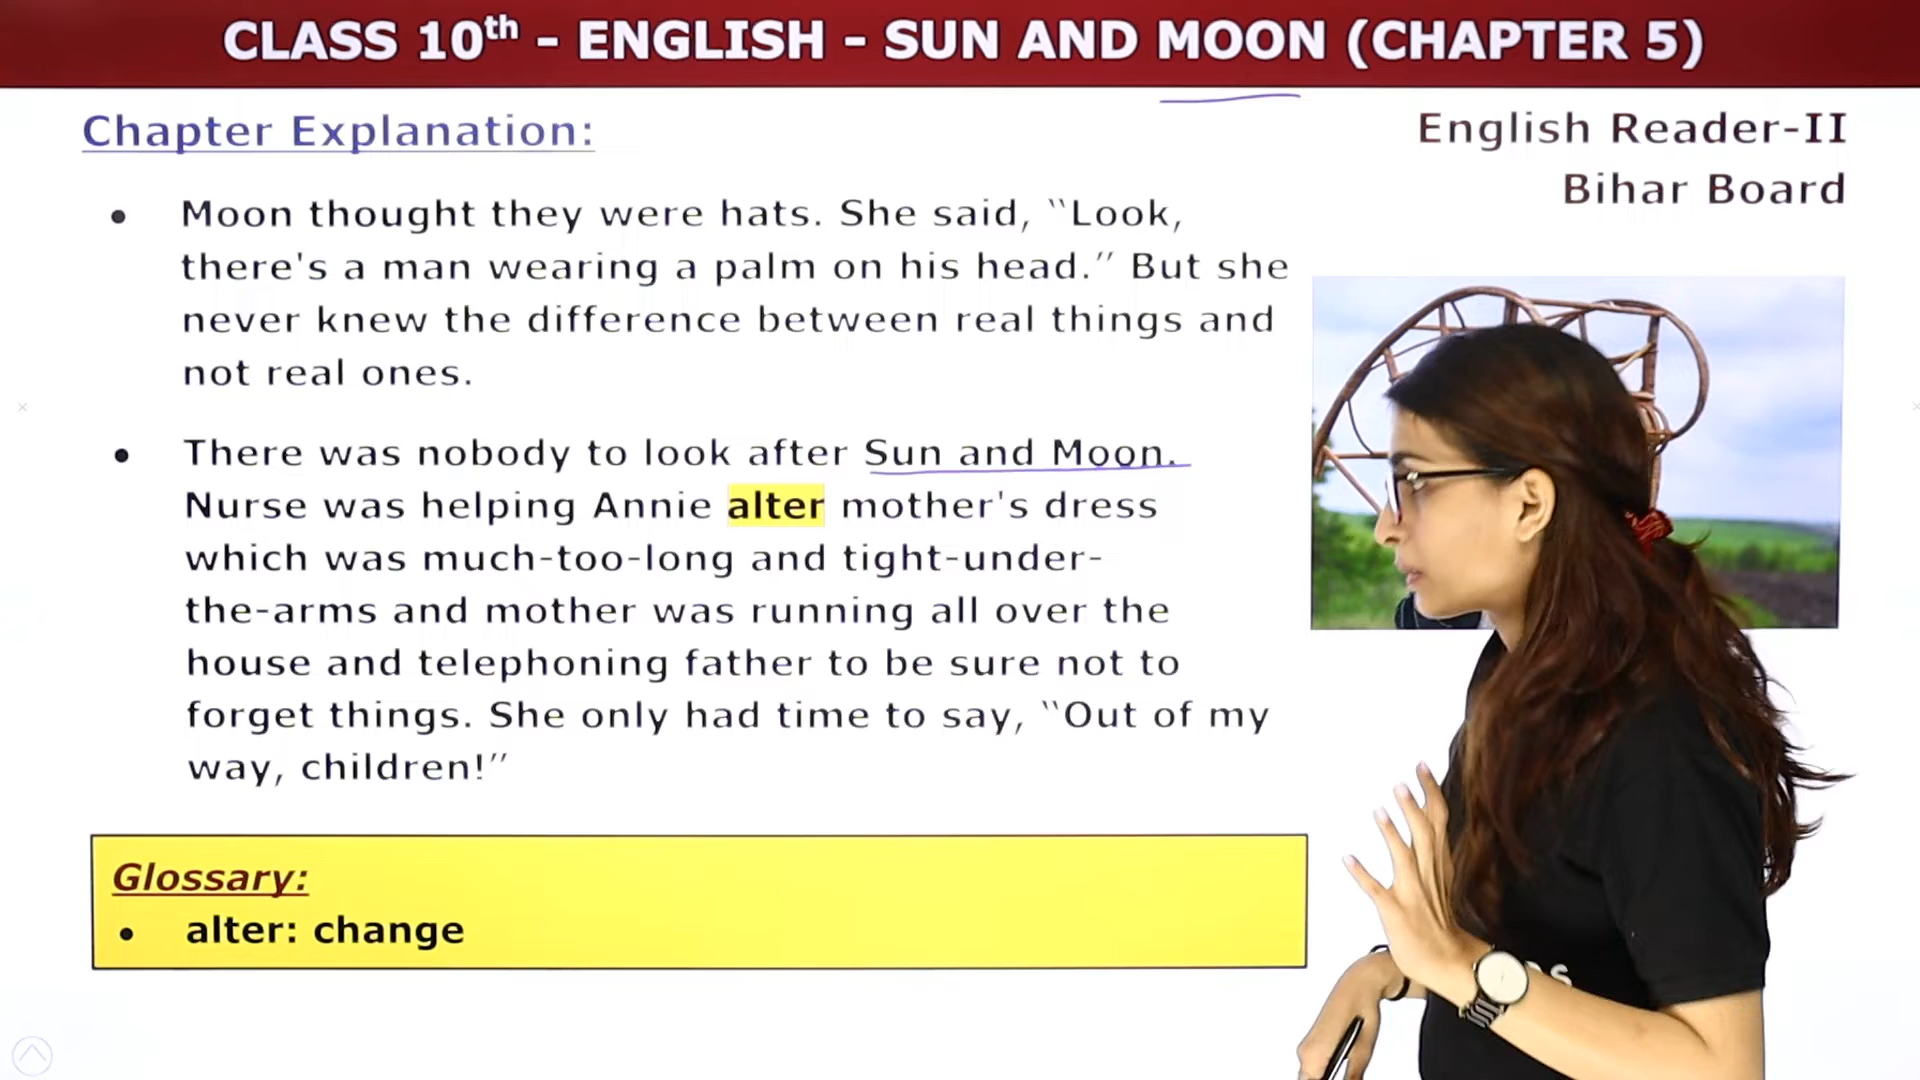 CLASS 10th - ENGLISH - SUN AND MOON (CHAPTER 5)
Chapter Explanation:
English Reader-II
Bihar Board
• Moon thought they were hats. She said, “Look,
there's a man wearing a palm on his head.” But she
never knew the difference between real things and
not real ones.
• There was nobody to look after Sun and Moon.
Nurse was helping Annie alter mother's dress
which was much-too-long and tight-under-
the-arms and mother was running all over the
house and telephoning father to be sure not to
forget things. She only had time to say, “Out of my
way, children!”
Glossary:
• alter: change